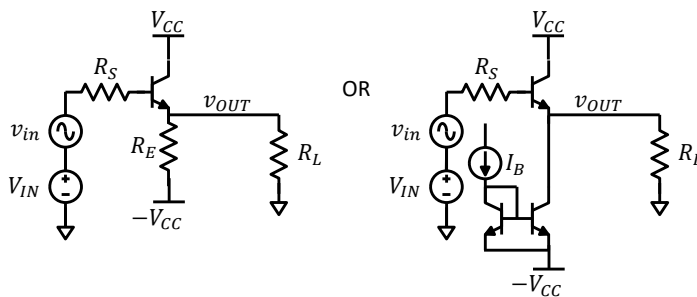 V_CC
R_S
v_OUT
v_in
R_E
R_L
V_IN
−V_CC
OR
V_CC
R_S
v_OUT
v_in
I_B
R_L
V_IN
−V_CC